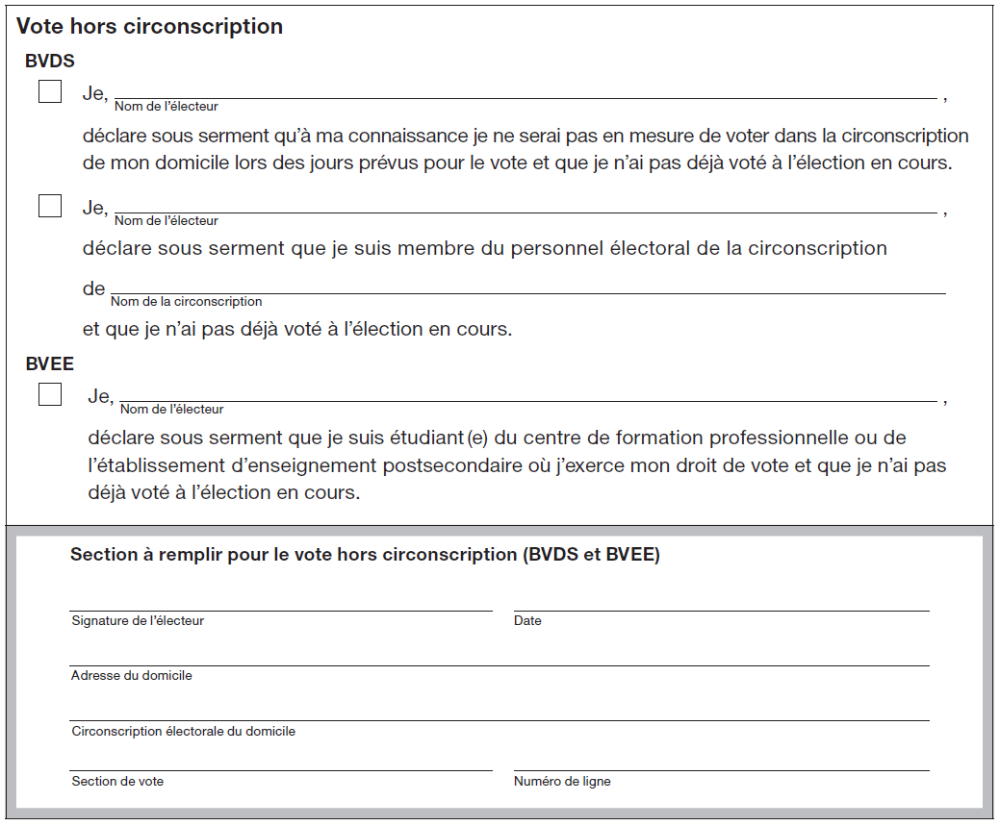 Vote hors circonscription
BVDS
Je, ,
Nom de l'électeur
déclare sous serment qu'à ma connaissance je ne serai pas en mesure de voter dans la circonscription
de mon domicile lors des jours prévus pour le vote et que je n'ai pas déjà voté à l'élection en cours.
Je, ,
Nom de l'électeur
déclare sous serment que je suis membre du personnel électoral de la circonscription
de
Nom de la circonscription
et que je n'ai pas déjà voté à l'élection en cours.
BVEE
Je, ,
Nom de l'électeur
déclare sous serment que je suis étudiant(e) du centre de formation professionnelle ou de
l'établissement d'enseignement postsecondaire où j'exerce mon droit de vote et que je n'ai pas
déjà voté à l'élection en cours.
Section à remplir pour le vote hors circonscription (BVDS et BVEE)
Signature de l'électeur Date
Adresse du domicile
Circonscription électorale du domicile
Section de vote Numéro de ligne